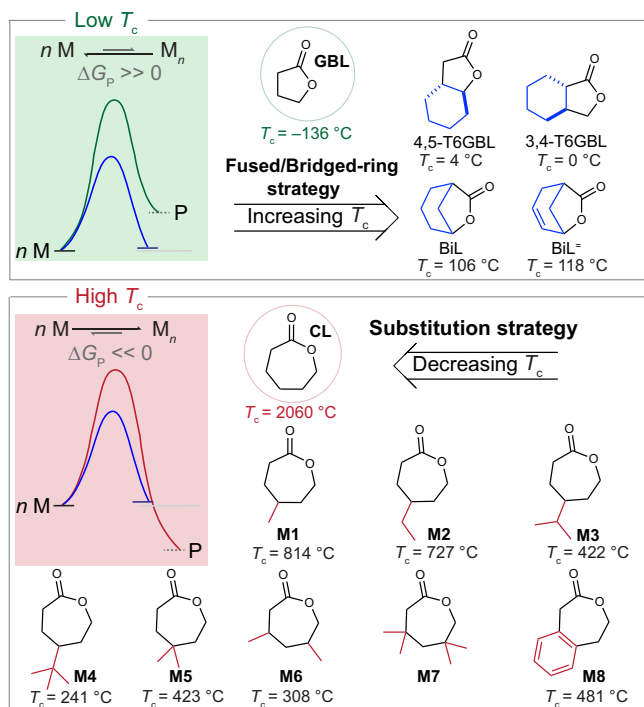 Low Tc
n M ⇌ Mn
ΔGP >> 0
P
n M
O
O
GBL
Tc = –136 °C
Fused/Bridged-ring
strategy
Increasing Tc
O
O
4,5-T6GBL
Tc = 4 °C
O
O
3,4-T6GBL
Tc = 0 °C
O
O
BiL
Tc = 106 °C
O
O
BiL=
Tc = 118 °C
High Tc
n M ⇌ Mn
ΔGP << 0
n M
P
O
O
CL
Tc = 2060 °C
Substitution strategy
Decreasing Tc
O
O
M1
Tc = 814 °C
O
O
M2
Tc = 727 °C
O
O
M3
Tc = 422 °C
O
O
M4
Tc = 241 °C
O
O
M5
Tc = 423 °C
O
O
M6
Tc = 308 °C
O
O
M7
O
O
M8
Tc = 481 °C